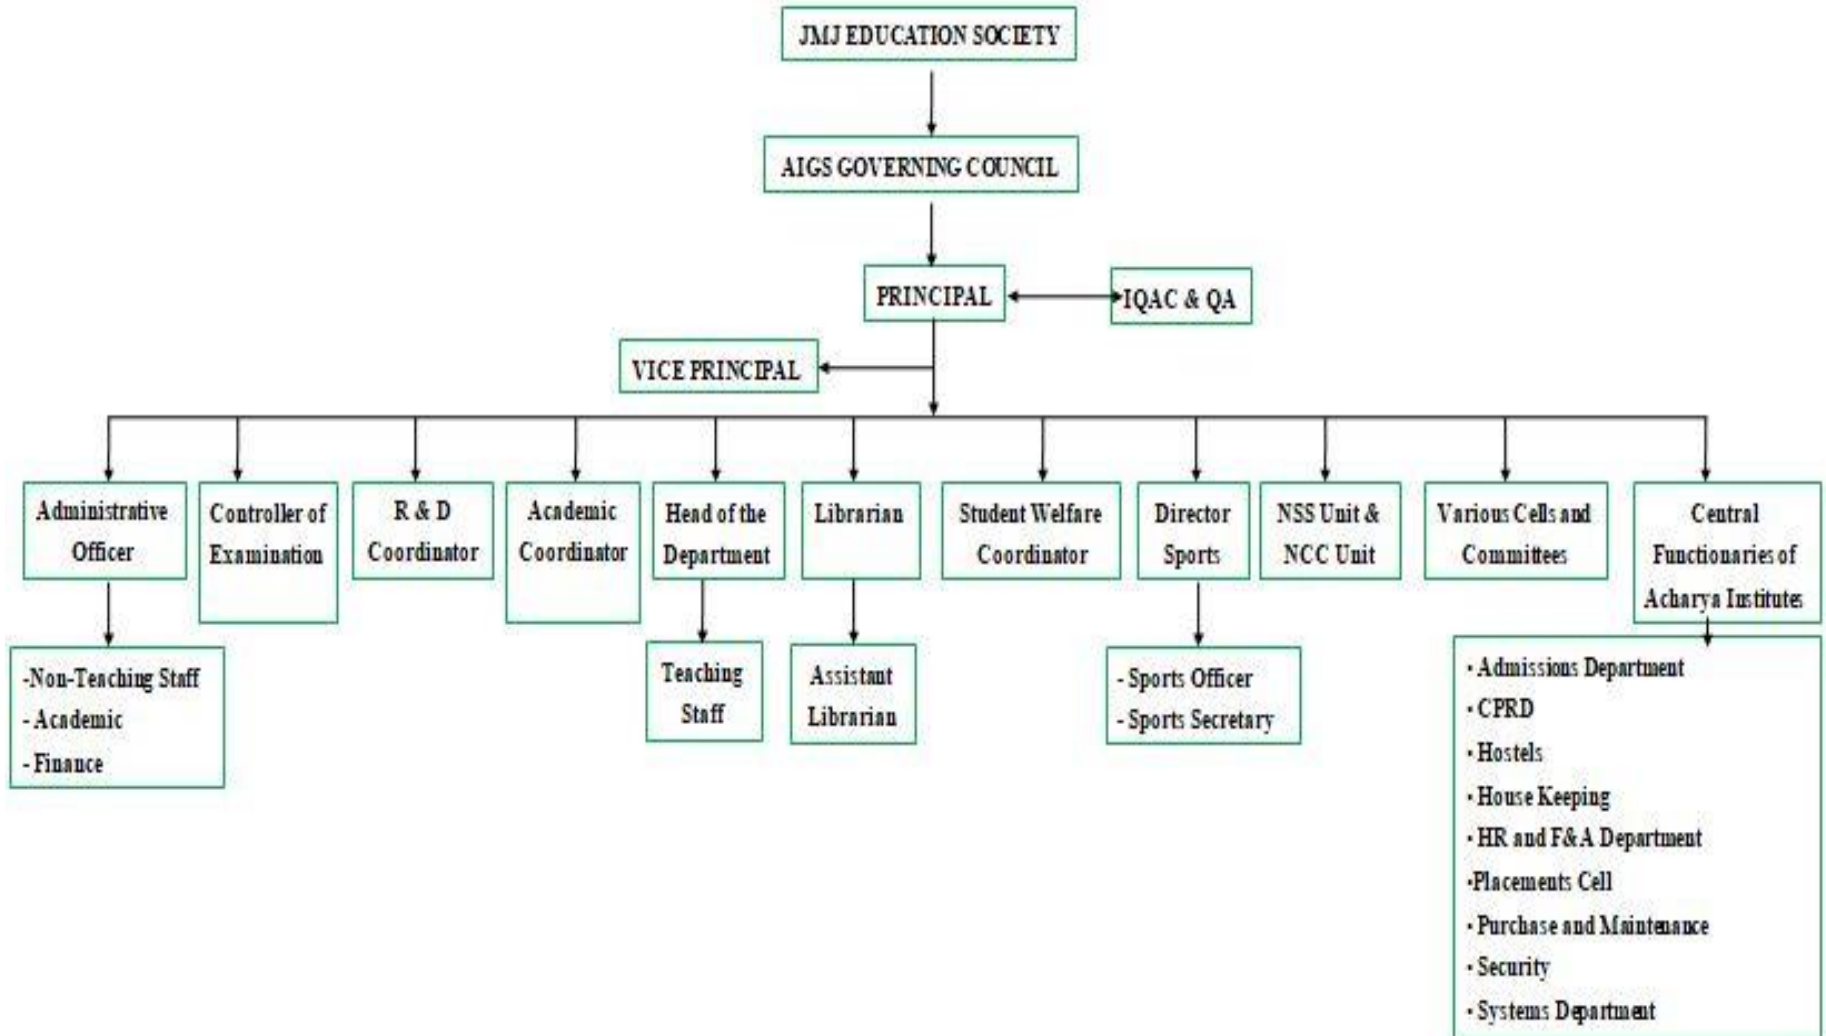 JMJ EDUCATION SOCIETY
AIGS GOVERNING COUNCIL
PRINCIPAL
IQAC & QA
VICE PRINCIPAL
Administrative
Officer
Controller of
Examination
R & D
Coordinator
Academic
Coordinator
Head of the
Department
Librarian
Student Welfare
Coordinator
Director
Sports
NSS Unit &
NCC Unit
Various Cells and
Committees
Central
Functionaries of
Acharya Institutes
-Non-Teaching Staff
- Academic
- Finance
Teaching
Staff
Assistant
Librarian
- Sports Officer
- Sports Secretary
• Admissions Department
• CPRD
• Hostels
• House Keeping
• HR and F&A Department
•Placements Cell
• Purchase and Maintenance
• Security
• Systems Department